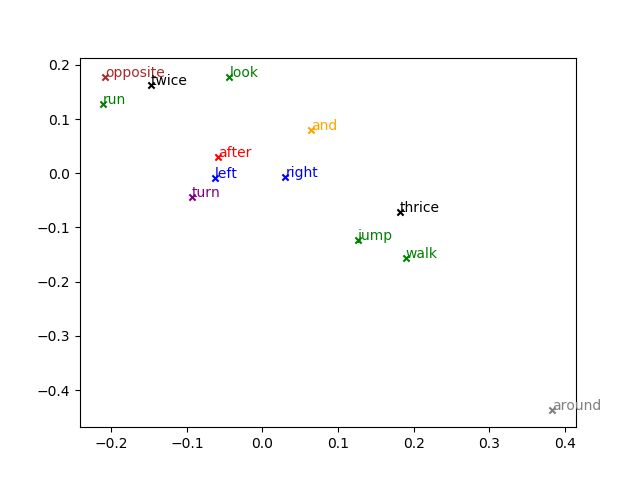 0.2
0.1
0.0
−0.1
−0.2
−0.3
−0.4
opposite
twice
look
run
and
after
left
right
turn
thrice
jump
walk
around
−0.2 −0.1 0.0 0.1 0.2 0.3 0.4